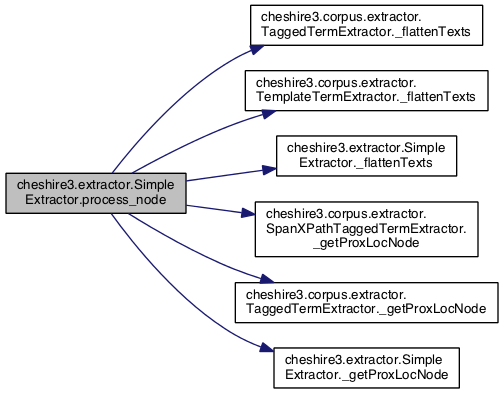 cheshire3.corpus.extractor.
TaggedTermExtractor._flattenTexts
cheshire3.corpus.extractor.
TemplateTermExtractor._flattenTexts
cheshire3.extractor.Simple
Extractor._flattenTexts
cheshire3.extractor.Simple
Extractor.process_node
cheshire3.corpus.extractor.
SpanXPathTaggedTermExtractor.
_getProxLocNode
cheshire3.corpus.extractor.
TaggedTermExtractor._getProxLocNode
cheshire3.extractor.Simple
Extractor._getProxLocNode